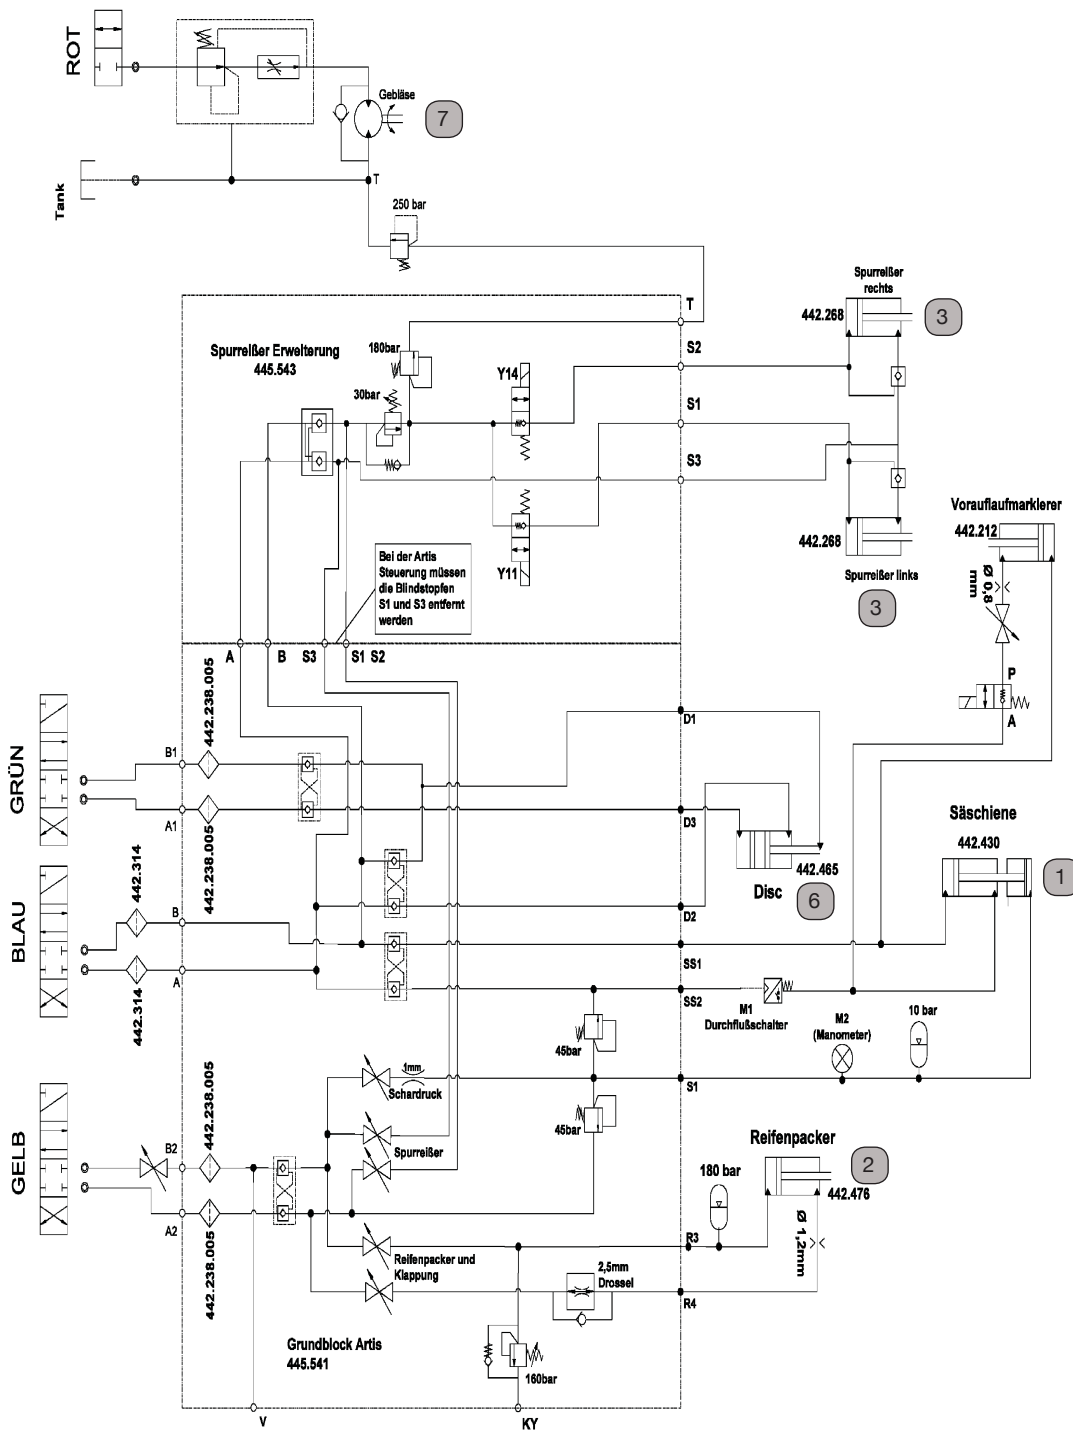 ROT
Gebläse
7
Tank
T
250 bar
Spurreißer
rechts
442.268
3
T
S2
S1
S3
Spurreißer Erweiterung
445.543
180bar
30bar
Y14
Y11
442.268
Spurreißer links
3
Vorauflaufmarkierer
442.212
Ø 0,8
mm
P
A
Bei der Artis
Steuerung müssen
die Blindstopfen
S1 und S3 entfernt
werden
A
B
S3
S1
S2
GRÜN
B1
442.238.005
A1
442.238.005
D1
D3
442.465
Disc
6
D2
Säschiene
442.430
1
BLAU
442.314
B
442.314
A
SS1
SS2
M1
Durchflußschalter
M2
(Manometer)
10 bar
45bar
1mm
Schardruck
S1
45bar
GELB
B2
442.238.005
A2
442.238.005
Spurreißer
Reifenpacker
2
180 bar
442.476
Ø 1,2mm
R3
Reifenpacker und
Klappung
2,5mm
Drossel
R4
Grundblock Artis
445.541
160bar
V
KY